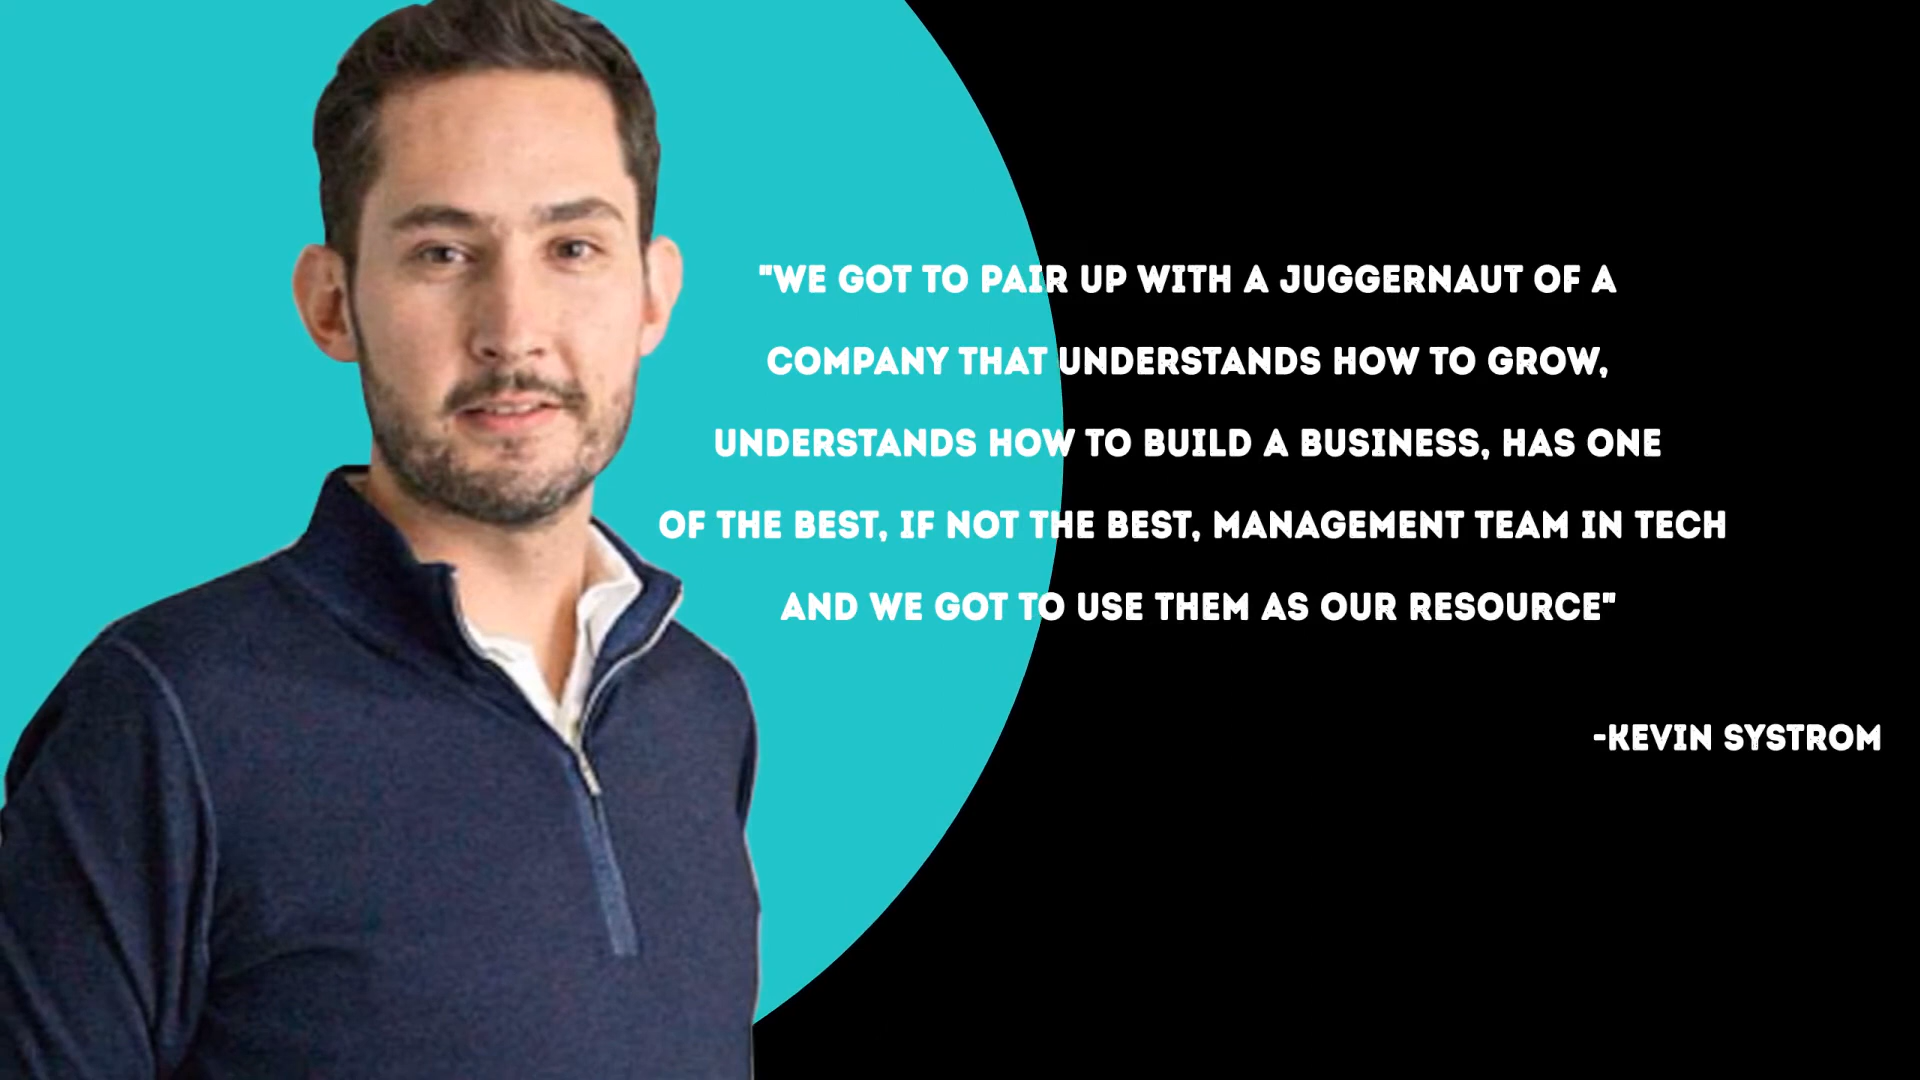 "WE GOT TO PAIR UP WITH A JUGGERNAUT OF A
COMPANY THAT UNDERSTANDS HOW TO GROW,
UNDERSTANDS HOW TO BUILD A BUSINESS, HAS ONE
OF THE BEST, IF NOT THE BEST, MANAGEMENT TEAM IN TECH
AND WE GOT TO USE THEM AS OUR RESOURCE"
-KEVIN SYSTROM